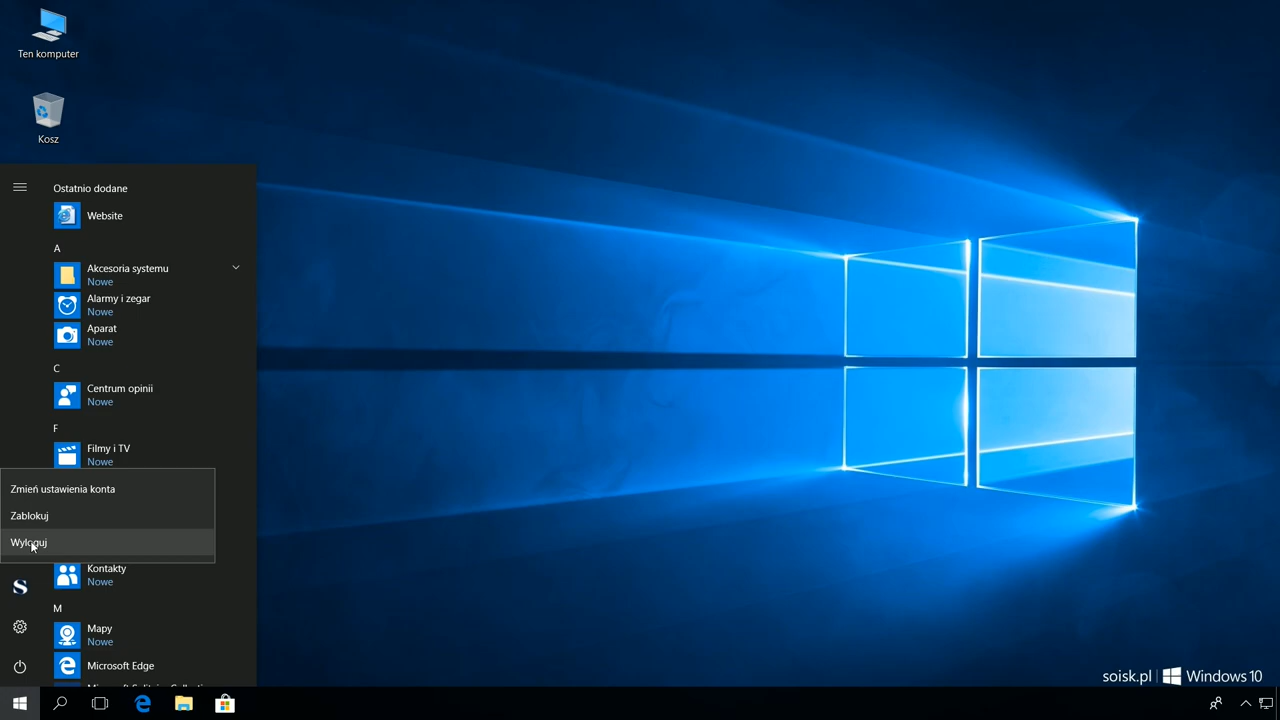 Ten komputer
Kosz
Ostatnio dodane
Website
A
Akcesoria systemu
Nowe
Alarmy i zegar
Nowe
Aparat
Nowe
C
Centrum opinii
Nowe
F
Filmy i TV
Nowe
Zmień ustawienia konta
Zablokuj
Wyloguj
Kontakty
Nowe
M
Mapy
Nowe
Microsoft Edge
soisk.pl | Windows 10